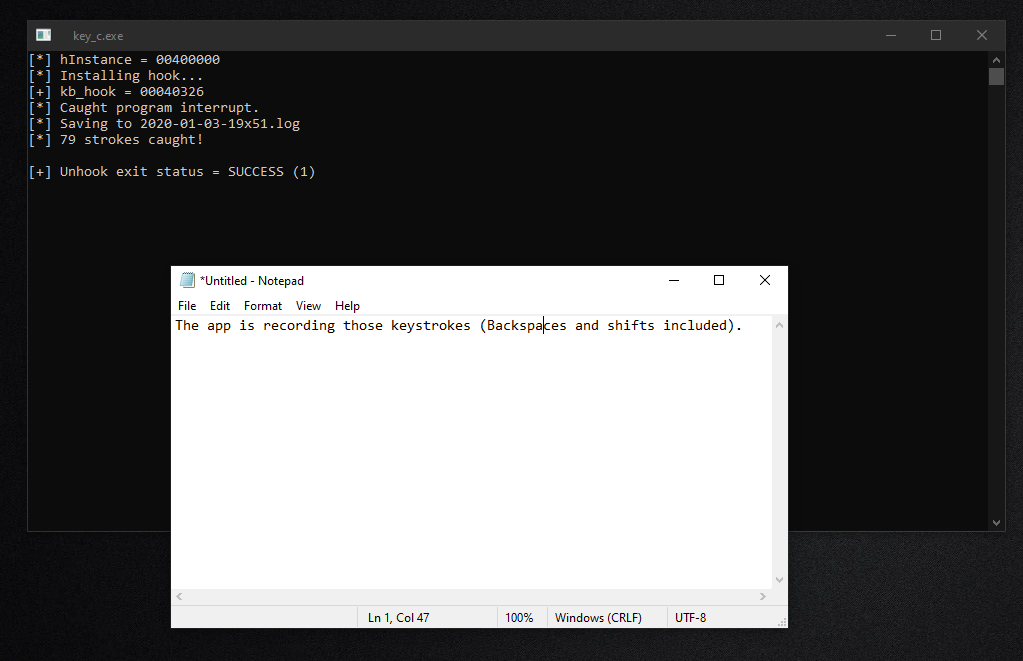 key_c.exe
[*] hInstance = 00400000
[*] Installing hook...
[+] kb_hook = 00040326
[*] Caught program interrupt.
[*] Saving to 2020-01-03-19x51.log
[*] 79 strokes caught!
[+] Unhook exit status = SUCCESS (1)
*Untitled - Notepad
File Edit Format View Help
The app is recording those keystrokes (Backspaces and shifts included).
Ln 1, Col 47 100% Windows (CRLF) UTF-8